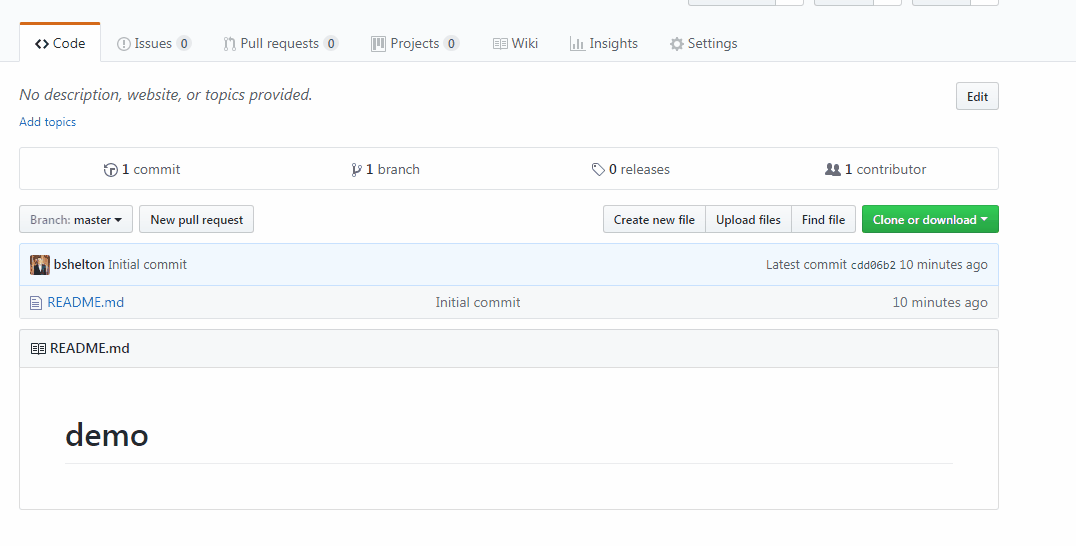 Code Issues 0 Pull requests 0 Projects 0 Wiki Insights Settings
No description, website, or topics provided. Edit
Add topics
1 commit 1 branch 0 releases 1 contributor
Branch: master New pull request Create new file Upload files Find file Clone or download
bshelton Initial commit Latest commit cdd06b2 10 minutes ago
README.md Initial commit 10 minutes ago
README.md
demo